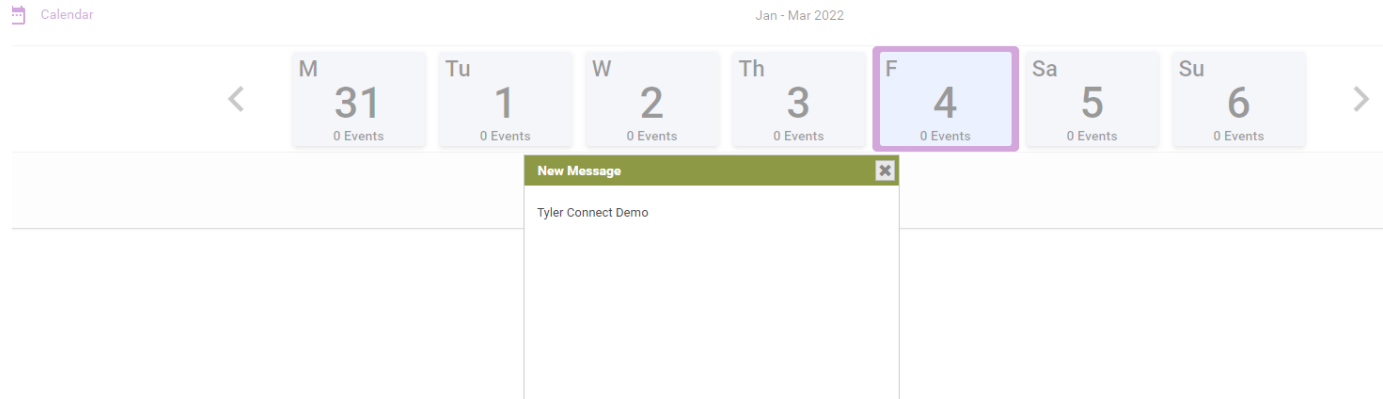 Calendar
Jan - Mar 2022
M
31
0 Events
Tu
1
0 Events
W
2
0 Events
Th
3
0 Events
F
4
0 Events
Sa
5
0 Events
Su
6
0 Events
New Message
Tyler Connect Demo